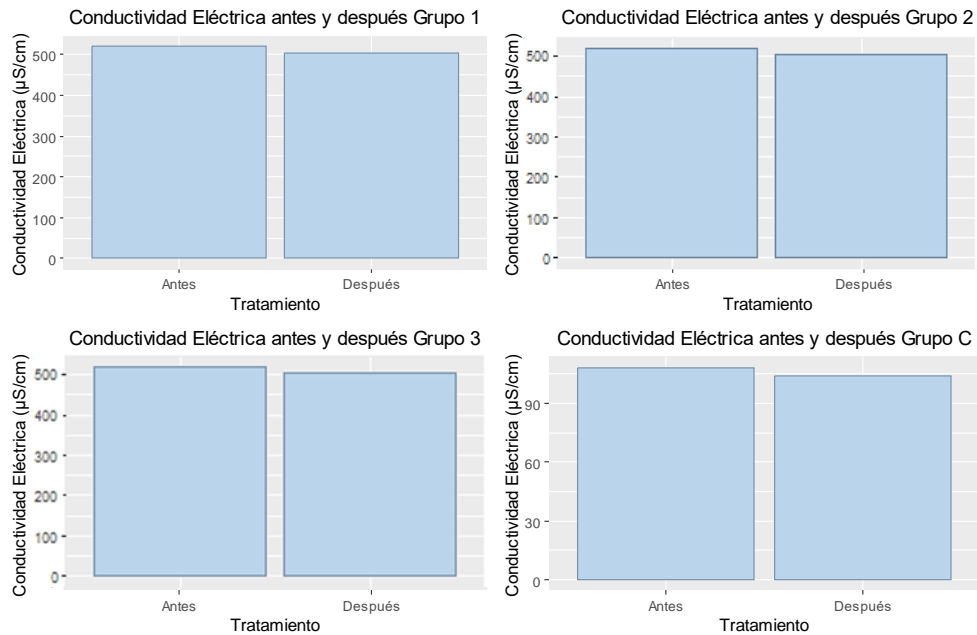 Conductividad Eléctrica antes y después Grupo 1
Conductividad Eléctrica (µS/cm)
500
400
300
200
100
0
Antes
Después
Tratamiento
Conductividad Eléctrica antes y después Grupo 2
Conductividad Eléctrica (µS/cm)
500
400
300
200
100
0
Antes
Después
Tratamiento
Conductividad Eléctrica antes y después Grupo 3
Conductividad Eléctrica (µS/cm)
500
400
300
200
100
0
Antes
Después
Tratamiento
Conductividad Eléctrica antes y después Grupo C
Conductividad Eléctrica (µS/cm)
90
60
30
0
Antes
Después
Tratamiento